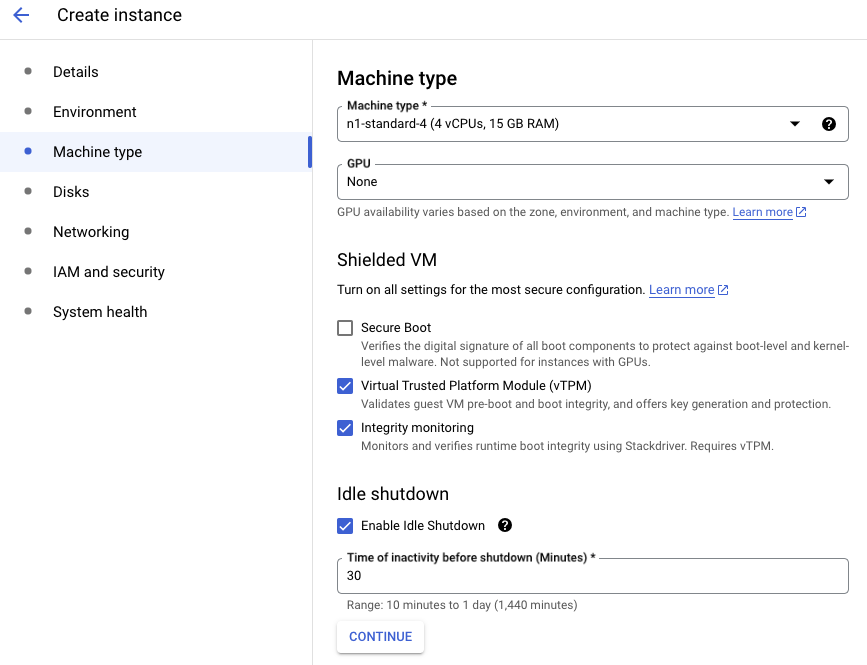 Create instance
Details
Environment
Machine type
Disks
Networking
IAM and security
System health
Machine type
Machine type *
n1-standard-4 (4 vCPUs, 15 GB RAM)
GPU
None
GPU availability varies based on the zone, environment, and machine type. Learn more
Shielded VM
Turn on all settings for the most secure configuration. Learn more
Secure Boot
Verifies the digital signature of all boot components to protect against boot-level and kernel-
level malware. Not supported for instances with GPUs.
Virtual Trusted Platform Module (vTPM)
Validates guest VM pre-boot and boot integrity, and offers key generation and protection.
Integrity monitoring
Monitors and verifies runtime boot integrity using Stackdriver. Requires vTPM.
Idle shutdown
Enable Idle Shutdown
Time of inactivity before shutdown (Minutes) *
30
Range: 10 minutes to 1 day (1,440 minutes)
CONTINUE